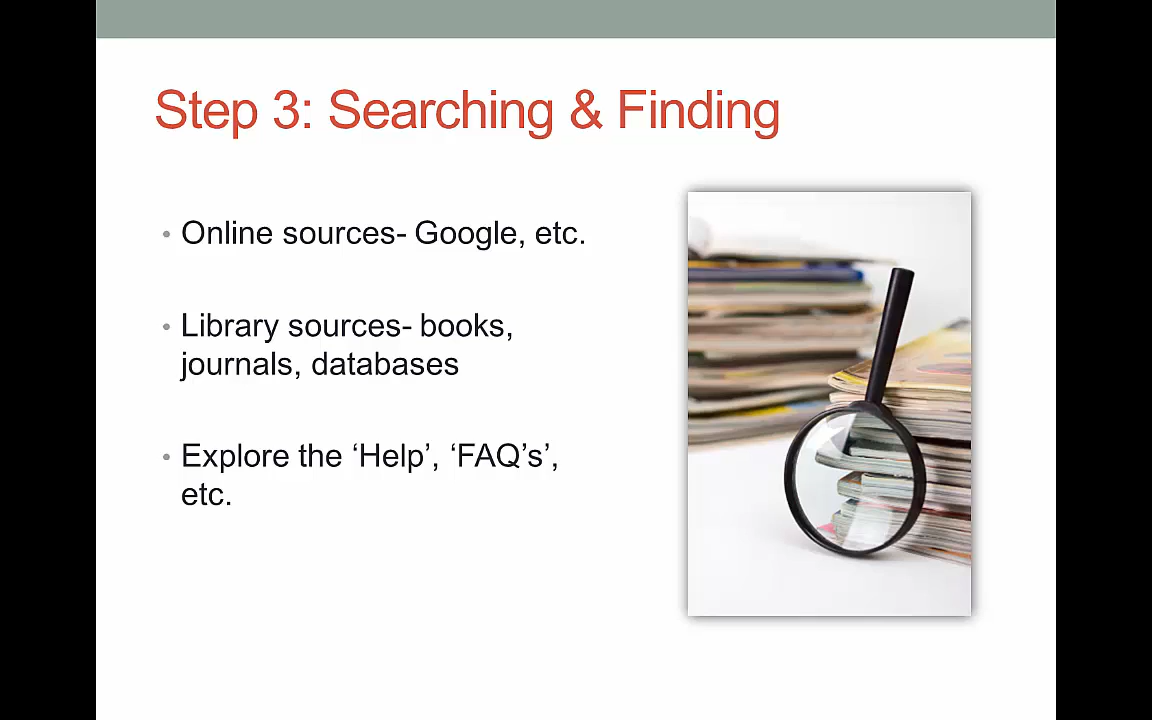 Step 3: Searching & Finding
• Online sources- Google, etc.
• Library sources- books,
journals, databases
• Explore the ‘Help’, ‘FAQ’s’,
etc.